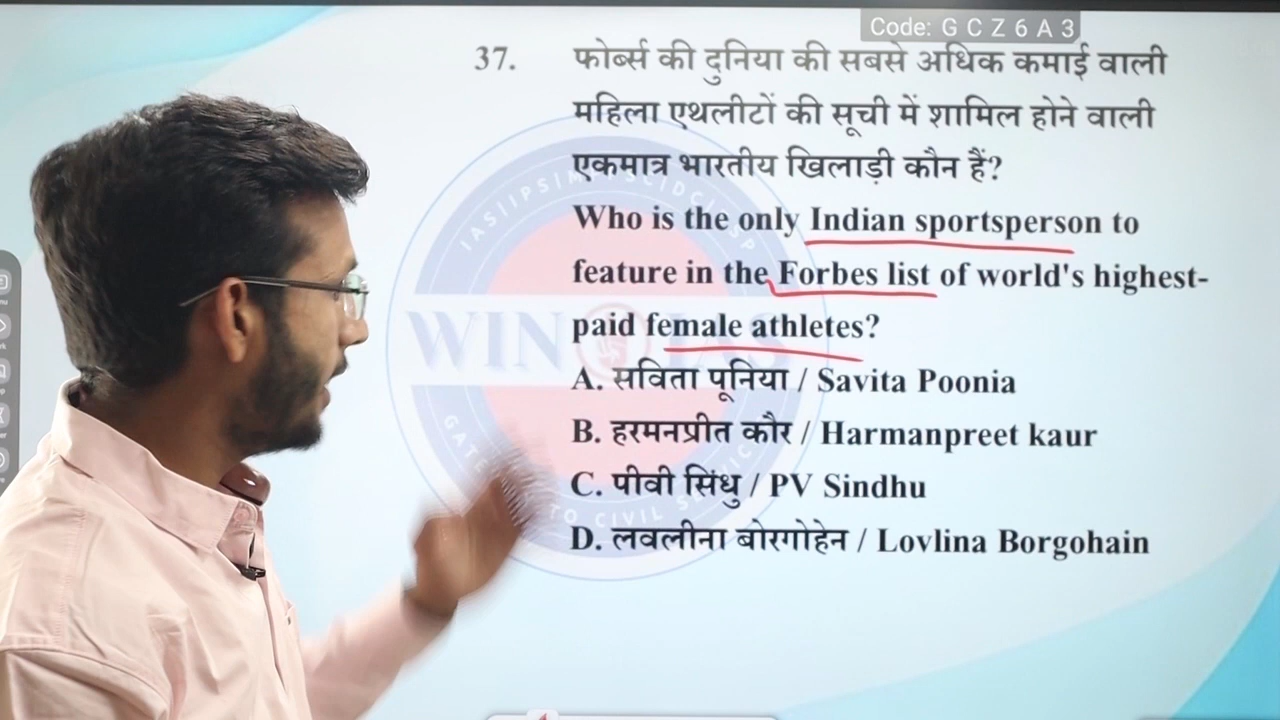 Code: G C Z 6 A 3
37. फोर्ब्स की दुनिया की सबसे अधिक कमाई वाली
महिला एथलीटों की सूची में शामिल होने वाली
एकमात्र भारतीय खिलाड़ी कौन हैं?
Who is the only Indian sportsperson to
feature in the Forbes list of world's highest-
paid female athletes?
A. सविता पूनिया / Savita Poonia
B. हरमनप्रीत कौर / Harmanpreet kaur
C. पीवी सिंधु / PV Sindhu
D. लवलीना बोरगोहेन / Lovlina Borgohain
WIN IAS